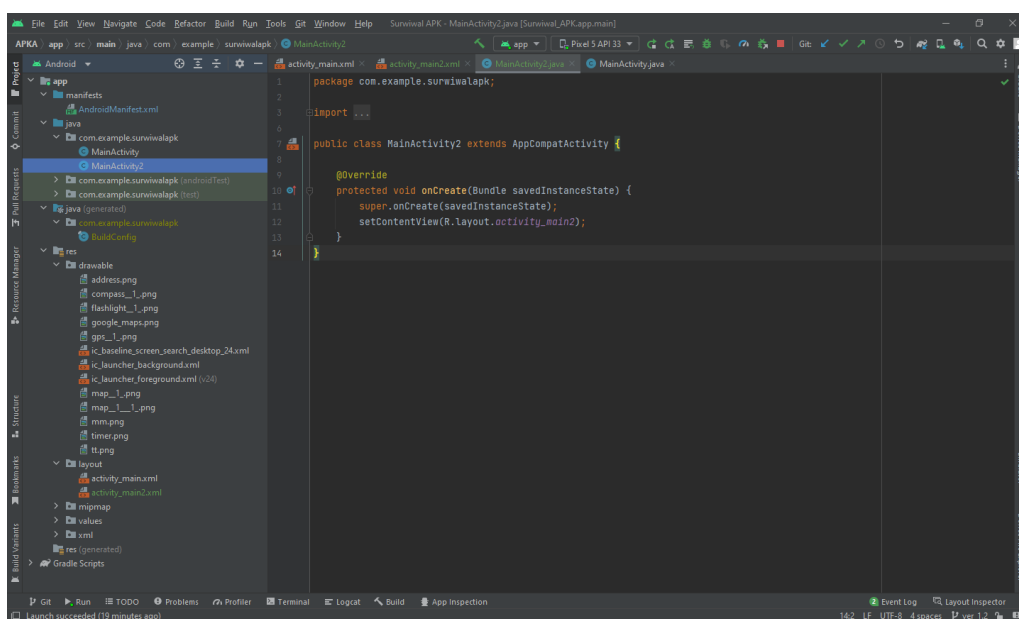 File Edit View Navigate Code Refactor Build Run Tools Git Window Help Surwiwal APK - MainActivity2.java [Surwiwal_APK.app.main]
APKA app src main java com example surwiwalapk MainActivity2 app Pixel 5 API 33 Git:
Android
activity_main.xml activity_main2.xml MainActivity2.java MainActivity.java
Project
Commit
Pull Requests
Resource Manager
Structure
Bookmarks
Build Variants
app
manifests
AndroidManifest.xml
java
com.example.surwiwalapk
MainActivity
MainActivity2
com.example.surwiwalapk (androidTest)
com.example.surwiwalapk (test)
java (generated)
com.example.surwiwalapk
BuildConfig
res
drawable
address.png
compass__1_.png
flashlight__1_.png
google_maps.png
gps__1_.png
ic_baseline_screen_search_desktop_24.xml
ic_launcher_background.xml
ic_launcher_foreground.xml (v24)
map__1_.png
map__1___1_.png
mm.png
timer.png
tt.png
layout
activity_main.xml
activity_main2.xml
mipmap
values
xml
res (generated)
Gradle Scripts
1 package com.example.surwiwalapk;
2
3 import ...
6
7 public class MainActivity2 extends AppCompatActivity {
8
9 @Override
10 protected void onCreate(Bundle savedInstanceState) {
11 super.onCreate(savedInstanceState);
12 setContentView(R.layout.activity_main2);
13 }
14 }
Git Run TODO Problems Profiler Terminal Logcat Build App Inspection 2 Event Log Layout Inspector
Launch succeeded (19 minutes ago) 14:2 LF UTF-8 4 spaces ver 1.2